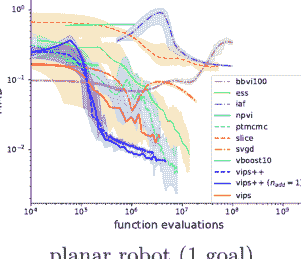 10⁰
10⁻¹
10⁻²
bbvi100
ess
iaf
npvi
ptmcmc
slice
svgd
vboost10
vips++
vips++ (n_add = 1)
vips
10⁴ 10⁵ 10⁶ 10⁷ 10⁸ 10⁹
function evaluations
planar robot (1 goal)